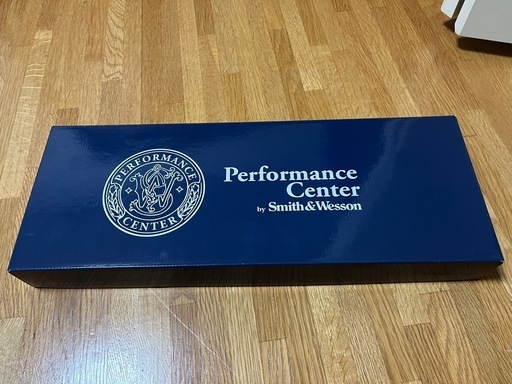 PERFORMANCE
CENTER
Performance
Center
by Smith&Wesson